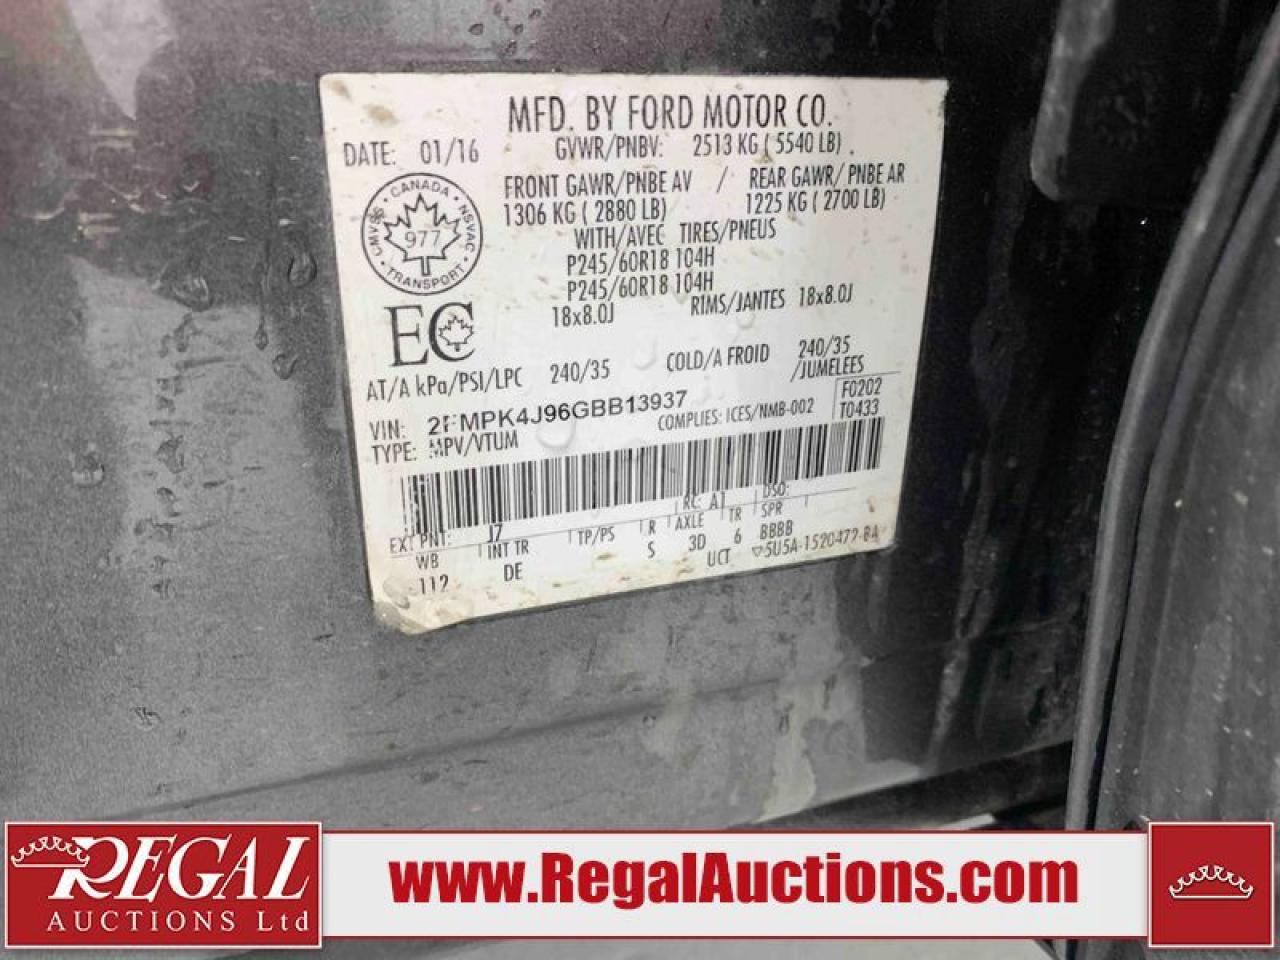 MFD. BY FORD MOTOR CO.
DATE: 01/16
GVWR/PNBV: 2513 KG ( 5540 LB) .
FRONT GAWR/PNBE AV / REAR GAWR/ PNBE AR
1306 KG ( 2880 LB) 1225 KG ( 2700 LB)
WITH/AVEC TIRES/PNEUS
P245/60R18 104H
P245/60R18 104H
18x8.0J RIMS/JANTES 18x8.0J
CANADA
NSVAC
TRANSPORT
977
EC
AT/A kPa/PSI/LPC 240/35 COLD/A FROID 240/35
/JUMELEES
VIN: 2FMPK4J96GBB13937
COMPLIES: ICES/NMB-002
F0202
T0433
TYPE: MPV/VTUM
EXT PNT: J7 RC: A1 DSO:
WB INT TR TP/PS R AXLE TR SPR
112 DE S 3D 6 BBBB
UCT 5U5A-1520472-BA
REGAL
AUCTIONS Ltd
www.RegalAuctions.com